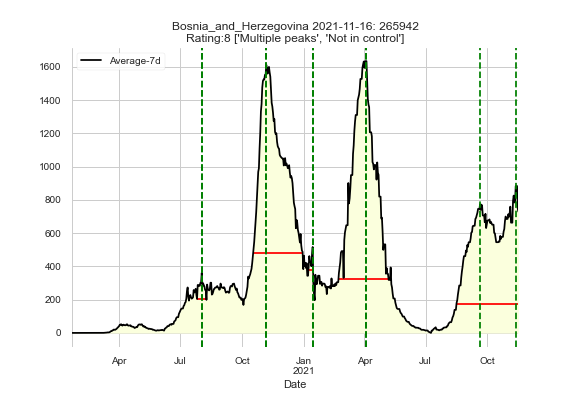 Bosnia_and_Herzegovina 2021-11-16: 265942
Rating:8 ['Multiple peaks', 'Not in control']
Average-7d
1600
1400
1200
1000
800
600
400
200
0
Apr Jul Oct Jan Apr Jul Oct
2021
Date